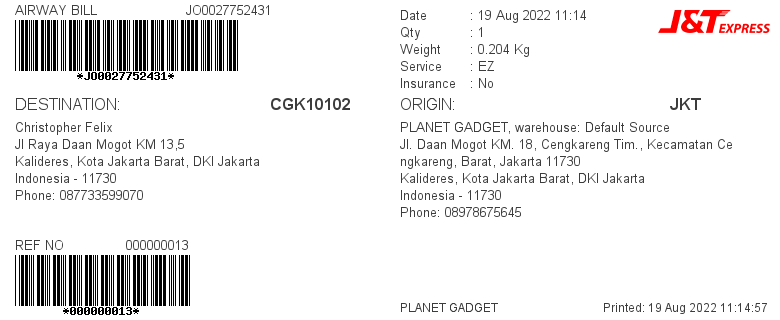 AIRWAY BILL JO0027752431
*JO0027752431*
DESTINATION: CGK10102
Christopher Felix
Jl Raya Daan Mogot KM 13,5
Kalideres, Kota Jakarta Barat, DKI Jakarta
Indonesia - 11730
Phone: 087733599070
REF NO 000000013
*000000013*
Date : 19 Aug 2022 11:14
Qty : 1
Weight : 0.204 Kg
Service : EZ
Insurance : No
J&T EXPRESS
ORIGIN: JKT
PLANET GADGET, warehouse: Default Source
Jl. Daan Mogot KM. 18, Cengkareng Tim., Kecamatan Ce
ngkareng, Barat, Jakarta 11730
Kalideres, Kota Jakarta Barat, DKI Jakarta
Indonesia - 11730
Phone: 08978675645
PLANET GADGET Printed: 19 Aug 2022 11:14:57